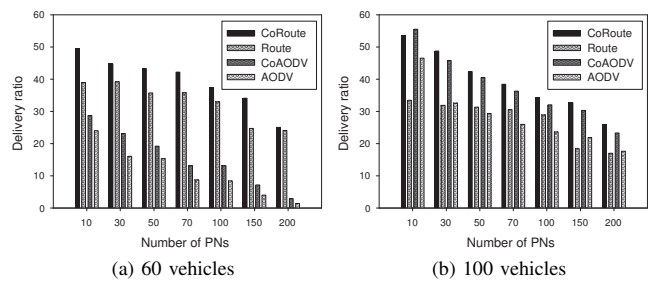 60
50
40
30
20
10
0
Delivery ratio
CoRoute
Route
CoAODV
AODV
10 30 50 70 100 150 200
Number of PNs
(a) 60 vehicles
60
50
40
30
20
10
0
Delivery ratio
CoRoute
Route
CoAODV
AODV
10 30 50 70 100 150 200
Number of PNs
(b) 100 vehicles